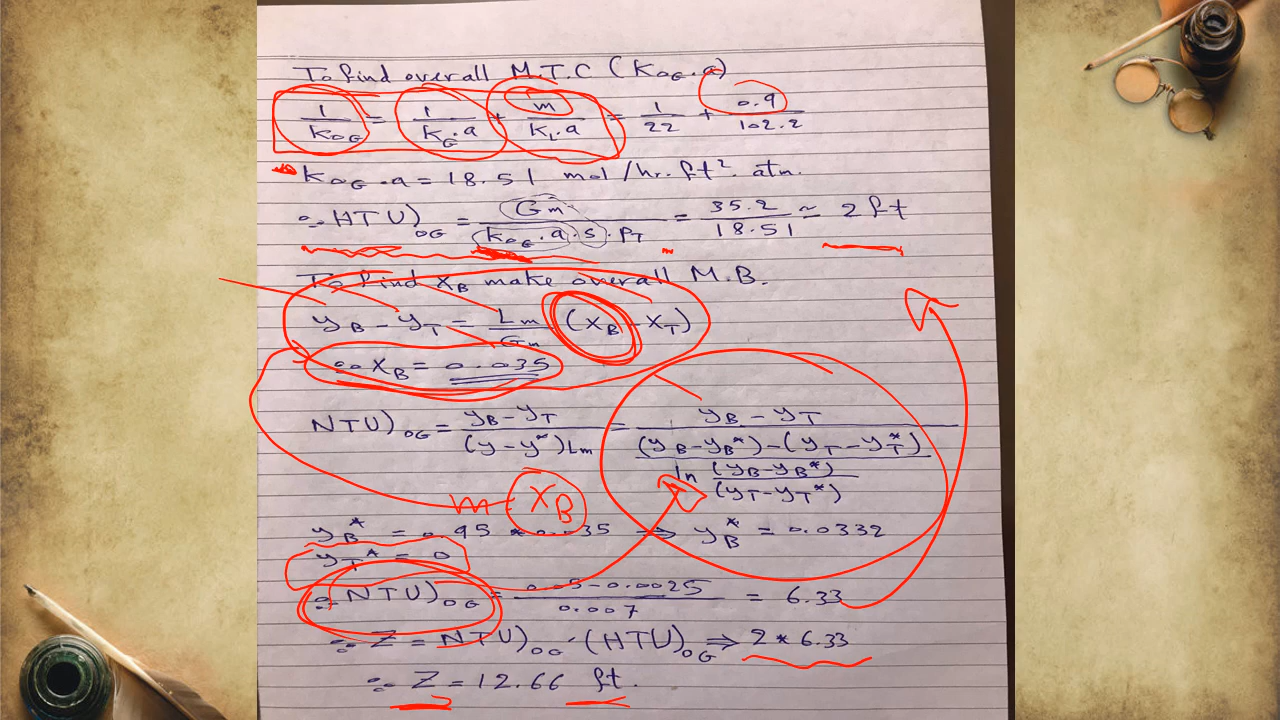 To find overall M.T.C (KOG.a)
1/KOG = 1/KG.a + m/KL.a = 1/22 + 0.9/102.2
KOG.a = 18.51 mol/hr.ft². atm.
∴ HTU)OG = Gm/KOG.a.s.PT = 35.2/18.51 ≈ 2 ft
To find XB make overall M.B.
yB - yT = Lm/Gm (XB - XT)
∴ XB = 0.035
NTU)OG = yB - yT/(y - y*)Lm = yB - yT/(yB - yB*) - (yT - yT*)/ln (yB - yB*)/(yT - yT*)
m XB
yB* = 0.95 * 0.035 ⇒ yB* = 0.0332
yT* = 0
∴ NTU)OG = 0.05 - 0.0025/0.007 = 6.33
∴ Z = NTU)OG . (HTU)OG ⇒ 2 * 6.33
∴ Z = 12.66 ft.